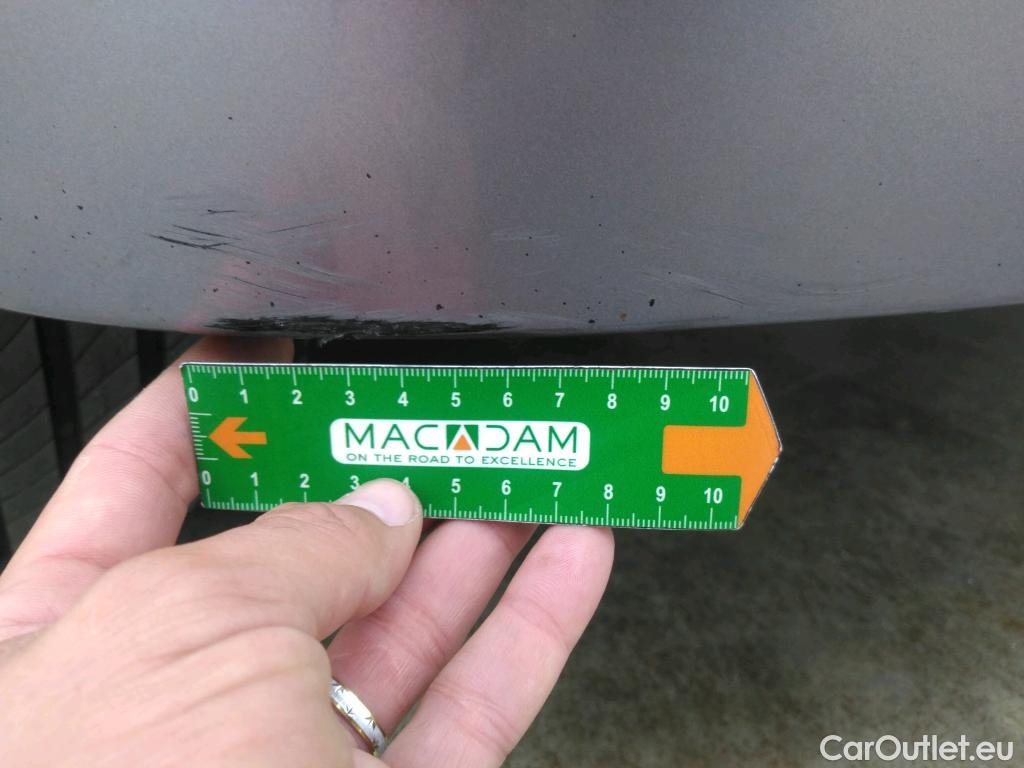 0 1 2 3 4 5 6 7 8 9 10
MACADAM
ON THE ROAD TO EXCELLENCE
0 1 2 3 4 5 6 7 8 9 10
CarOutlet.eu